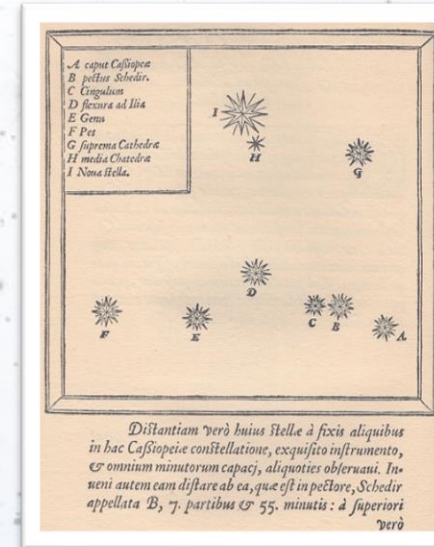 A caput Caſſiopeæ
B pectus Schedir.
C Cingulum
D flexura ad Ilia
E Genu
F Pes
G ſuprema Cathedræ
H media Chatedræ
I Noua ſtella.
I
H
G
D
F
E
C B
A
Diſtantiam verò huius ſtellæ à fixis aliquibus
in hac Caſſiopeiæ conſtellatione, exquiſito inſtrumento,
& omnium minutorum capacj, aliquoties obſeruaui. In-
ueni autem eam diſtare ab ea, quæ eſt in pectore, Schedir
appellata B, 7. partibus & 55. minutis : à ſuperiori
verò